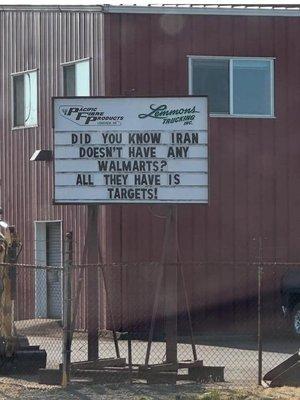 PACIFIC
FIBRE
PRODUCTS
Lemmons
TRUCKING
INC.
DID YOU KNOW IRAN
DOESN'T HAVE ANY
WALMARTS?
ALL THEY HAVE IS
TARGETS!